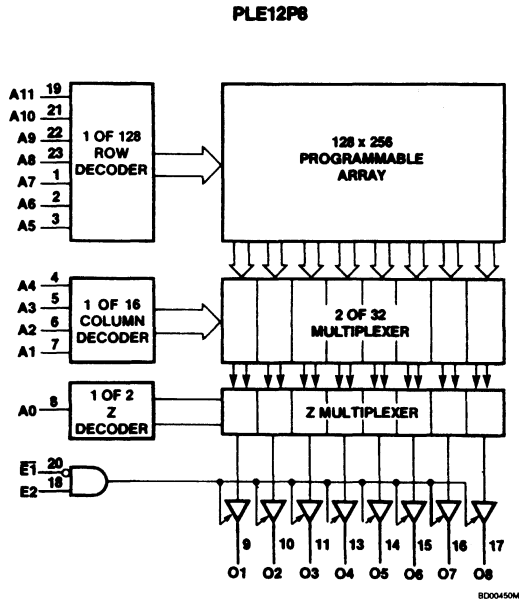 PLE12P8
A11 19
A10 21
A9 22
A8 23
A7 1
A6 2
A5 3
1 OF 128
ROW
DECODER
128 x 256
PROGRAMMABLE
ARRAY
A4 4
A3 5
A2 6
A1 7
1 OF 16
COLUMN
DECODER
2 OF 32
MULTIPLEXER
A0 8
1 OF 2
Z
DECODER
Z MULTIPLEXER
E1 20
E2 18
9 10 11 13 14 15 16 17
O1 O2 O3 O4 O5 O6 O7 O8
BD00450M